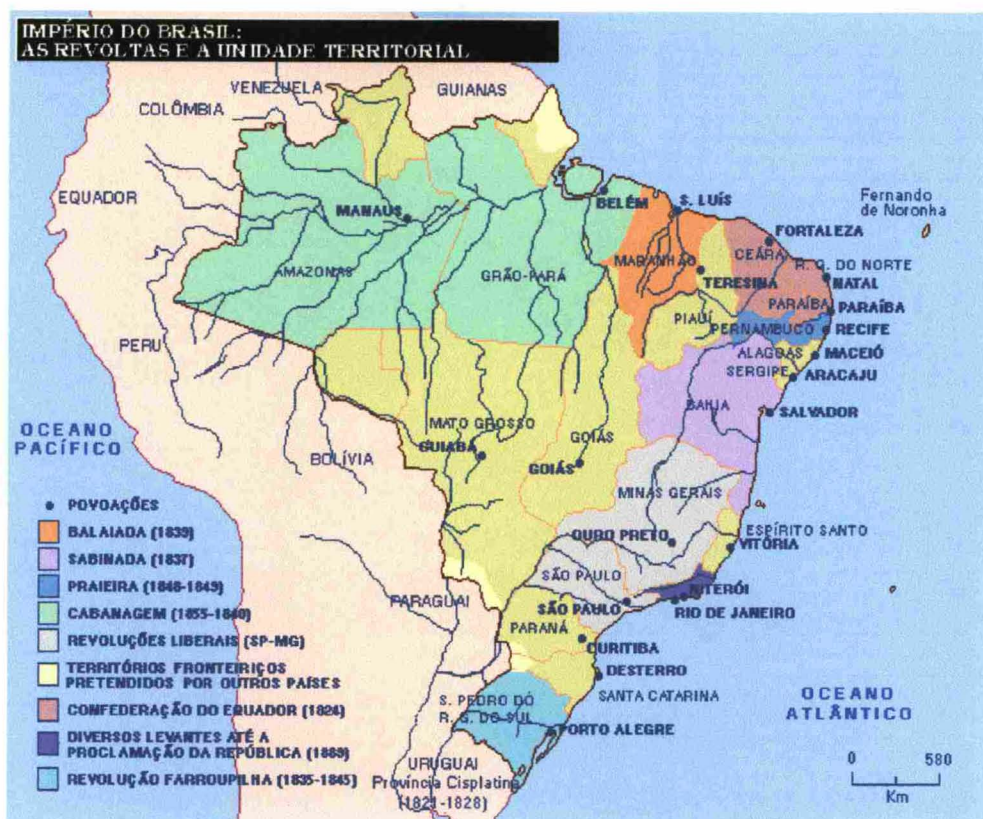 IMPÉRIO DO BRASIL:
AS REVOLTAS E A UNIDADE TERRITORIAL
VENEZUELA
GUIANAS
COLÔMBIA
EQUADOR
MANAUS
BELÉM
S. LUÍS
Fernando
de Noronha
FORTALEZA
CEÁRA
MARANHÃO
R. G. DO NORTE
AMAZONAS
GRÃO-PARÁ
TERESINA
NATAL
PARAÍBA
PARAÍBA
PIAUÍ
PERNAMBUCO
RECIFE
PERU
ALAGOAS
MACEIÓ
SERGIPE
ARACAJU
BAHIA
SALVADOR
MATO GROSSO
GOIÁS
OCEANO
PACÍFICO
GUIABÁ
BOLÍVIA
GOIÁS
MINAS GERAIS
ESPÍRITO SANTO
OURO PRETO
VITÓRIA
SÃO PAULO
NITERÓI
PARAGUAI
SÃO PAULO
RIO DE JANEIRO
PARANÁ
CURITIBA
DESTERRO
SANTA CATARINA
S. PEDRO DO
R. G. DO SUL
PORTO ALEGRE
OCEANO
ATLÂNTICO
URUGUAI
Província Cisplatina
(1821-1828)
POVOAÇÕES
BALAIADA (1839)
SABINADA (1837)
PRAIEIRA (1848-1849)
CABANAGEM (1835-1840)
REVOLUÇÕES LIBERAIS (SP-MG)
TERRITÓRIOS FRONTEIRIÇOS
PRETENDIDOS POR OUTROS PAÍSES
CONFEDERAÇÃO DO EQUADOR (1824)
DIVERSOS LEVANTES ATÉ A
PROCLAMAÇÃO DA REPÚBLICA (1889)
REVOLUÇÃO FARROUPILHA (1835-1845)
0 580
Km